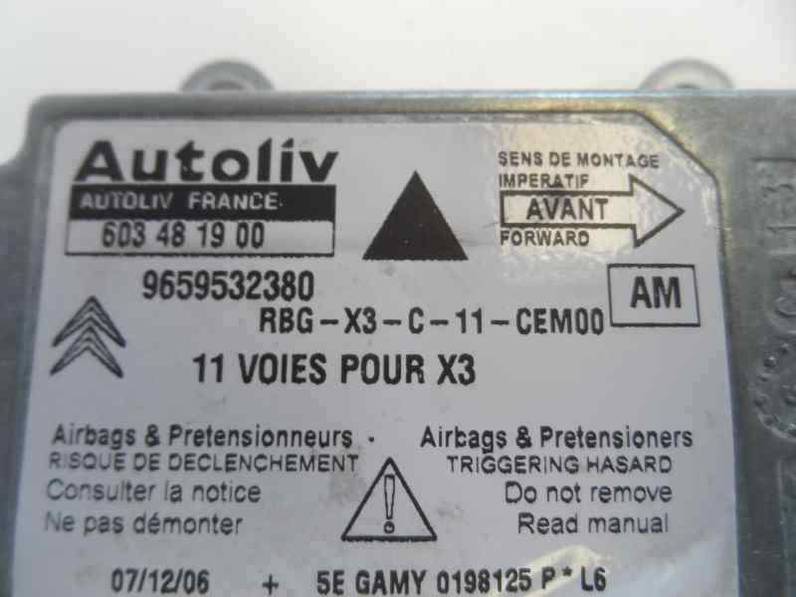 Autoliv
AUTOLIV FRANCE
603 48 19 00
SENS DE MONTAGE
IMPERATIF
AVANT
FORWARD
9659532380
AM
RBG-X3-C-11-CEM00
11 VOIES POUR X3
Airbags & Pretensionneurs
RISQUE DE DECLENCHEMENT
Consulter la notice
Ne pas démonter
Airbags & Pretensioners
TRIGGERING HASARD
Do not remove
Read manual
07/12/06 + 5E GAMY 0198125 P * L6